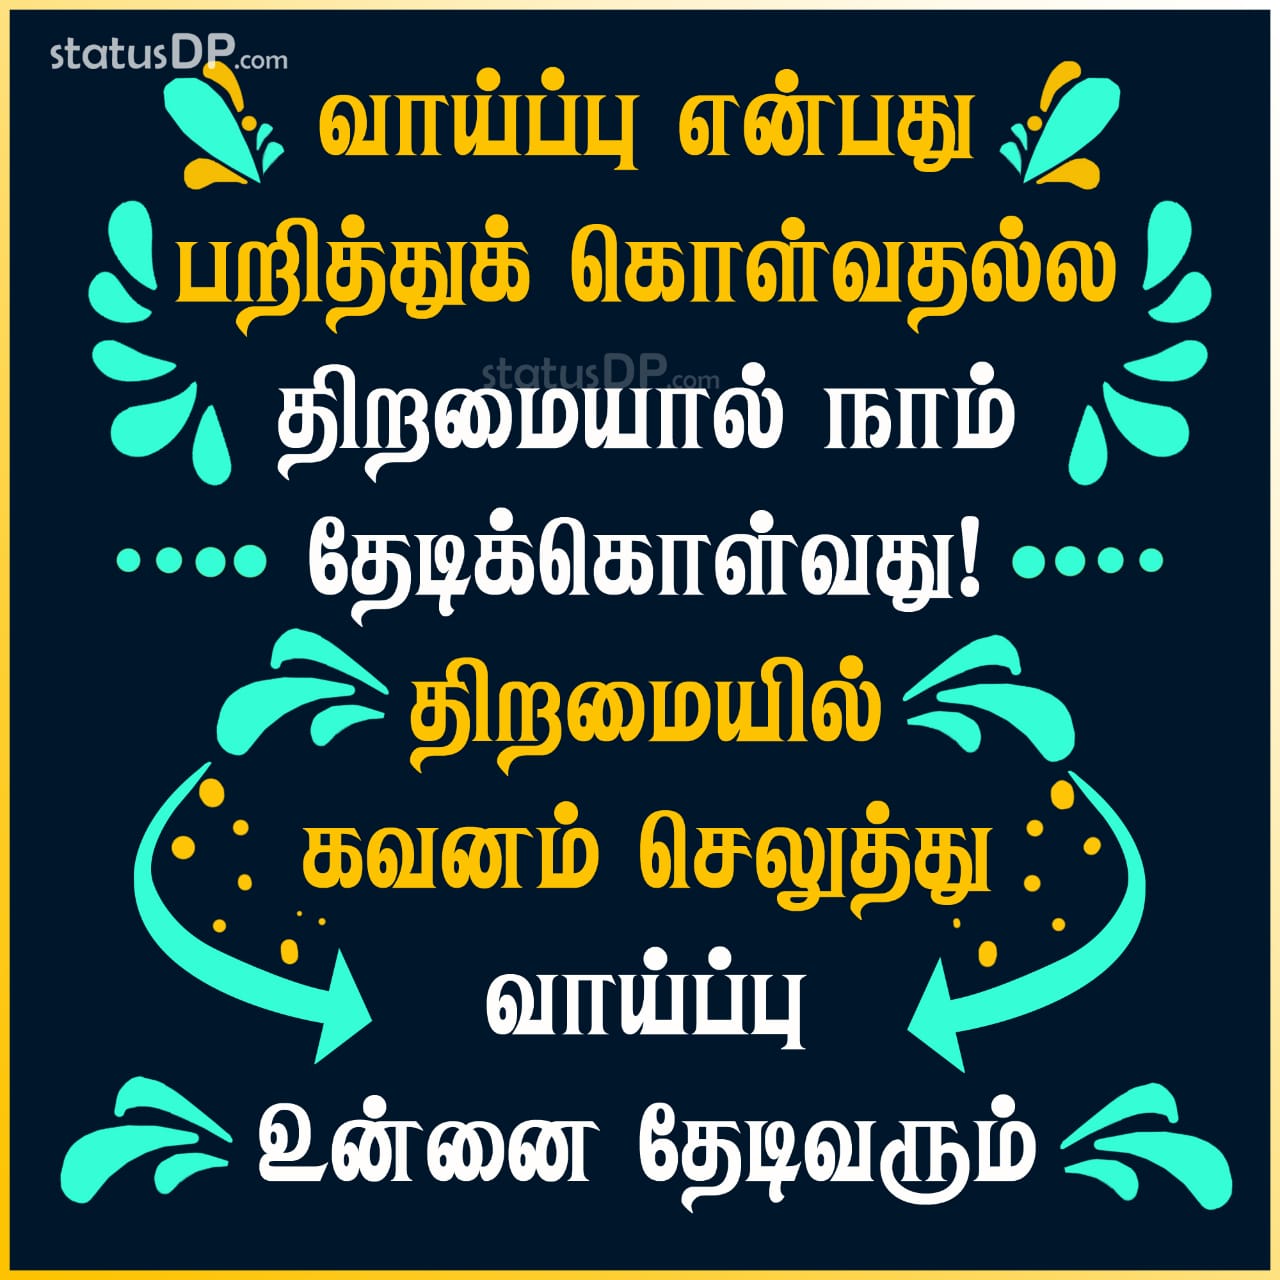 statusDP.com
வாய்ப்பு என்பது
பறித்துக் கொள்வதல்ல
statusDP.com
திறமையால் நாம்
தேடிக்கொள்வது!
திறமையில்
கவனம் செலுத்து
வாய்ப்பு
உன்னை தேடிவரும்